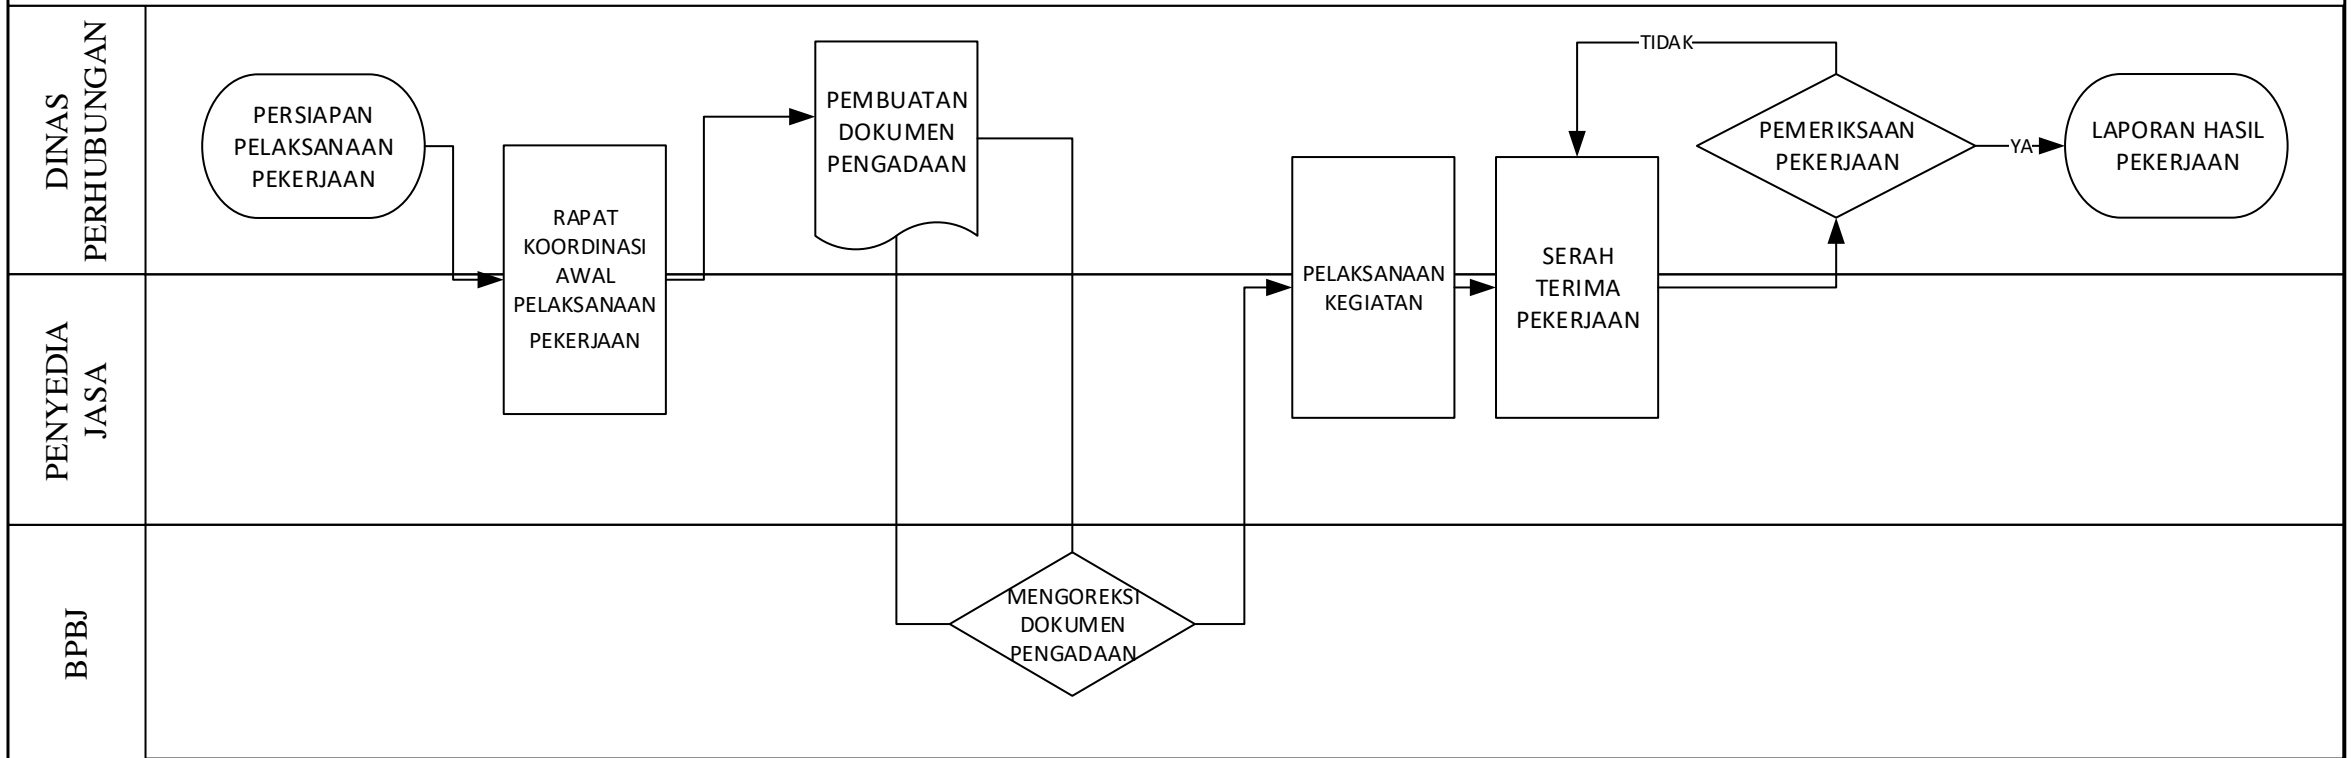 DINAS
PERHUBUNGAN
PERSIAPAN
PELAKSANAAN
PEKERJAAN
RAPAT
KOORDINASI
AWAL
PELAKSANAAN
PEKERJAAN
PEMBUATAN
DOKUMEN
PENGADAAN
PELAKSANAAN
KEGIATAN
SERAH
TERIMA
PEKERJAAN
TIDAK
PEMERIKSAAN
PEKERJAAN
YA
LAPORAN HASIL
PEKERJAAN
PENYEDIA
JASA
BPBJ
MENGOREKSI
DOKUMEN
PENGADAAN